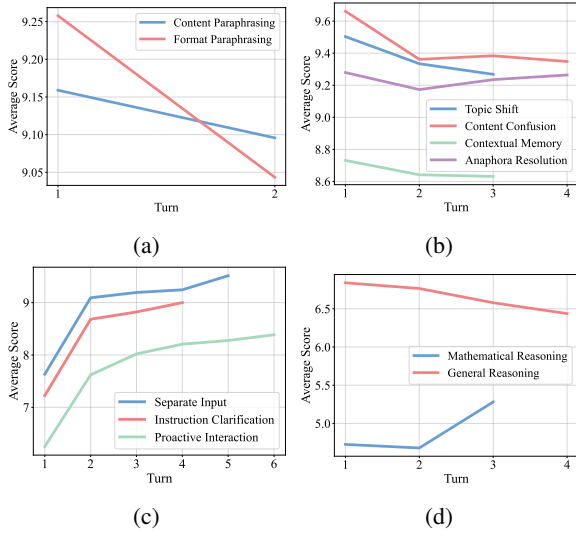 9.25
9.20
9.15
9.10
9.05
Average Score
Content Paraphrasing
Format Paraphrasing
1
2
Turn
(a)
9.6
9.4
9.2
9.0
8.8
8.6
Average Score
Topic Shift
Content Confusion
Contextual Memory
Anaphora Resolution
1
2
3
4
Turn
(b)
9
8
7
Average Score
Separate Input
Instruction Clarification
Proactive Interaction
1
2
3
4
5
6
Turn
(c)
6.5
6.0
5.5
5.0
Average Score
Mathematical Reasoning
General Reasoning
1
2
3
4
Turn
(d)